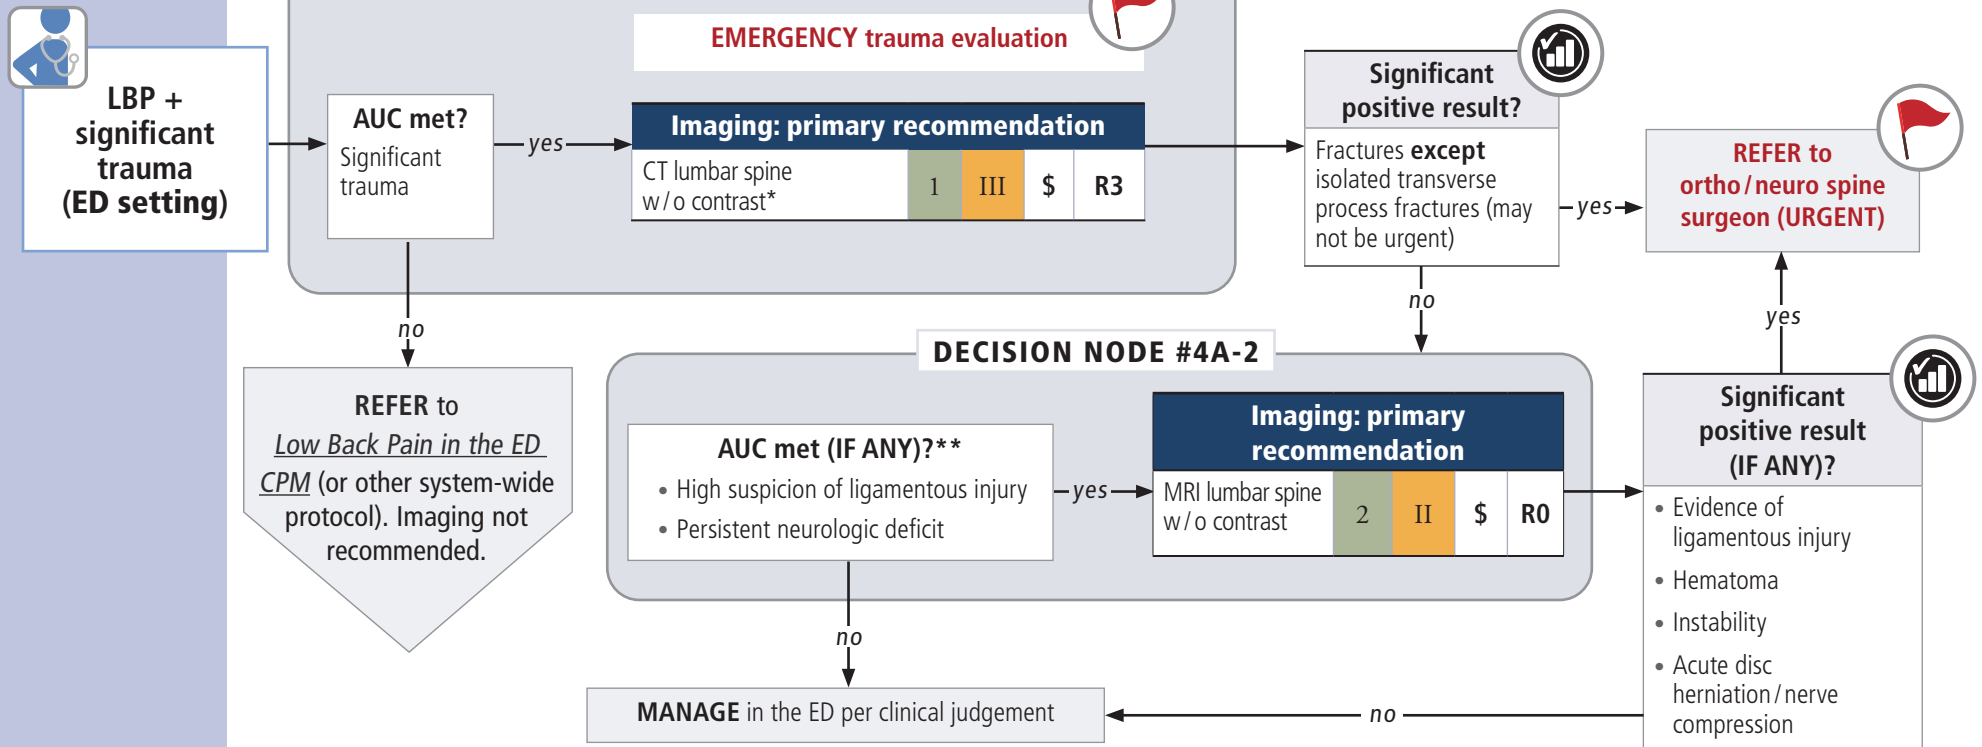 EMERGENCY trauma evaluation
LBP +
significant
trauma
(ED setting)
AUC met?
Significant
trauma
yes
Imaging: primary recommendation
CT lumbar spine
w/o contrast*
1
III
$
R3
Significant
positive result?
Fractures except
isolated transverse
process fractures (may
not be urgent)
yes
REFER to
ortho/neuro spine
surgeon (URGENT)
no
no
yes
REFER to
Low Back Pain in the ED
CPM (or other system-wide
protocol). Imaging not
recommended.
DECISION NODE #4A-2
AUC met (IF ANY)?**
• High suspicion of ligamentous injury
• Persistent neurologic deficit
yes
Imaging: primary
recommendation
MRI lumbar spine
w/o contrast
2
II
$
R0
Significant
positive result
(IF ANY)?
• Evidence of
ligamentous injury
• Hematoma
• Instability
• Acute disc
herniation/nerve
compression
no
MANAGE in the ED per clinical judgement
no